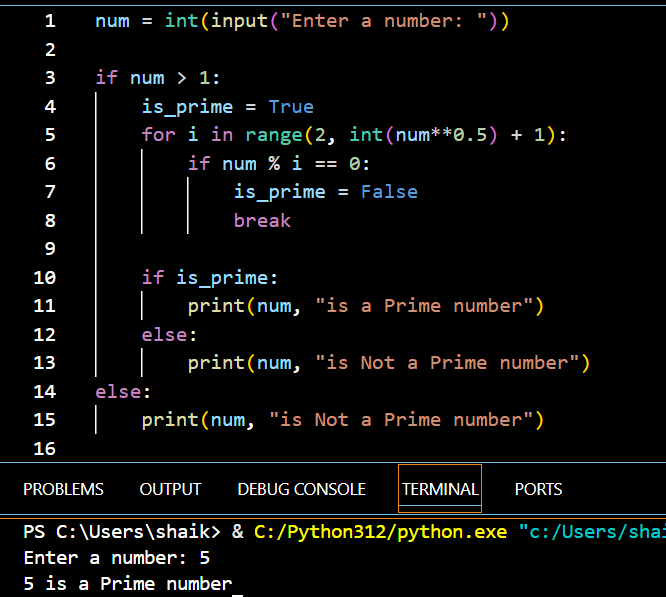 1 num = int(input("Enter a number: "))
2
3 if num > 1:
4     is_prime = True
5     for i in range(2, int(num**0.5) + 1):
6         if num % i == 0:
7             is_prime = False
8             break
9
10     if is_prime:
11         print(num, "is a Prime number")
12     else:
13         print(num, "is Not a Prime number")
14 else:
15     print(num, "is Not a Prime number")
16
PROBLEMS OUTPUT DEBUG CONSOLE TERMINAL PORTS
PS C:\Users\shaik> & C:/Python312/python.exe "c:/Users/shai
Enter a number: 5
5 is a Prime number